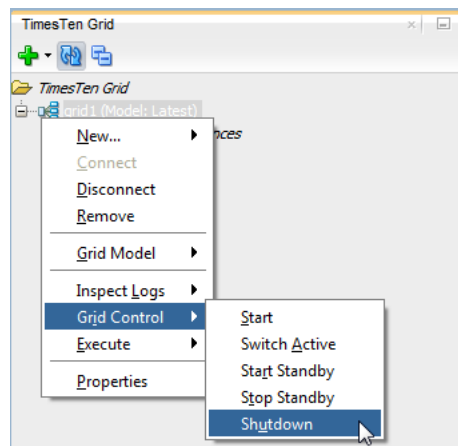 TimesTen Grid
TimesTen Grid
grid1 (Model: Latest)
nces
New...
Connect
Disconnect
Remove
Grid Model
Inspect Logs
Grid Control
Execute
Properties
Start
Switch Active
Start Standby
Stop Standby
Shutdown